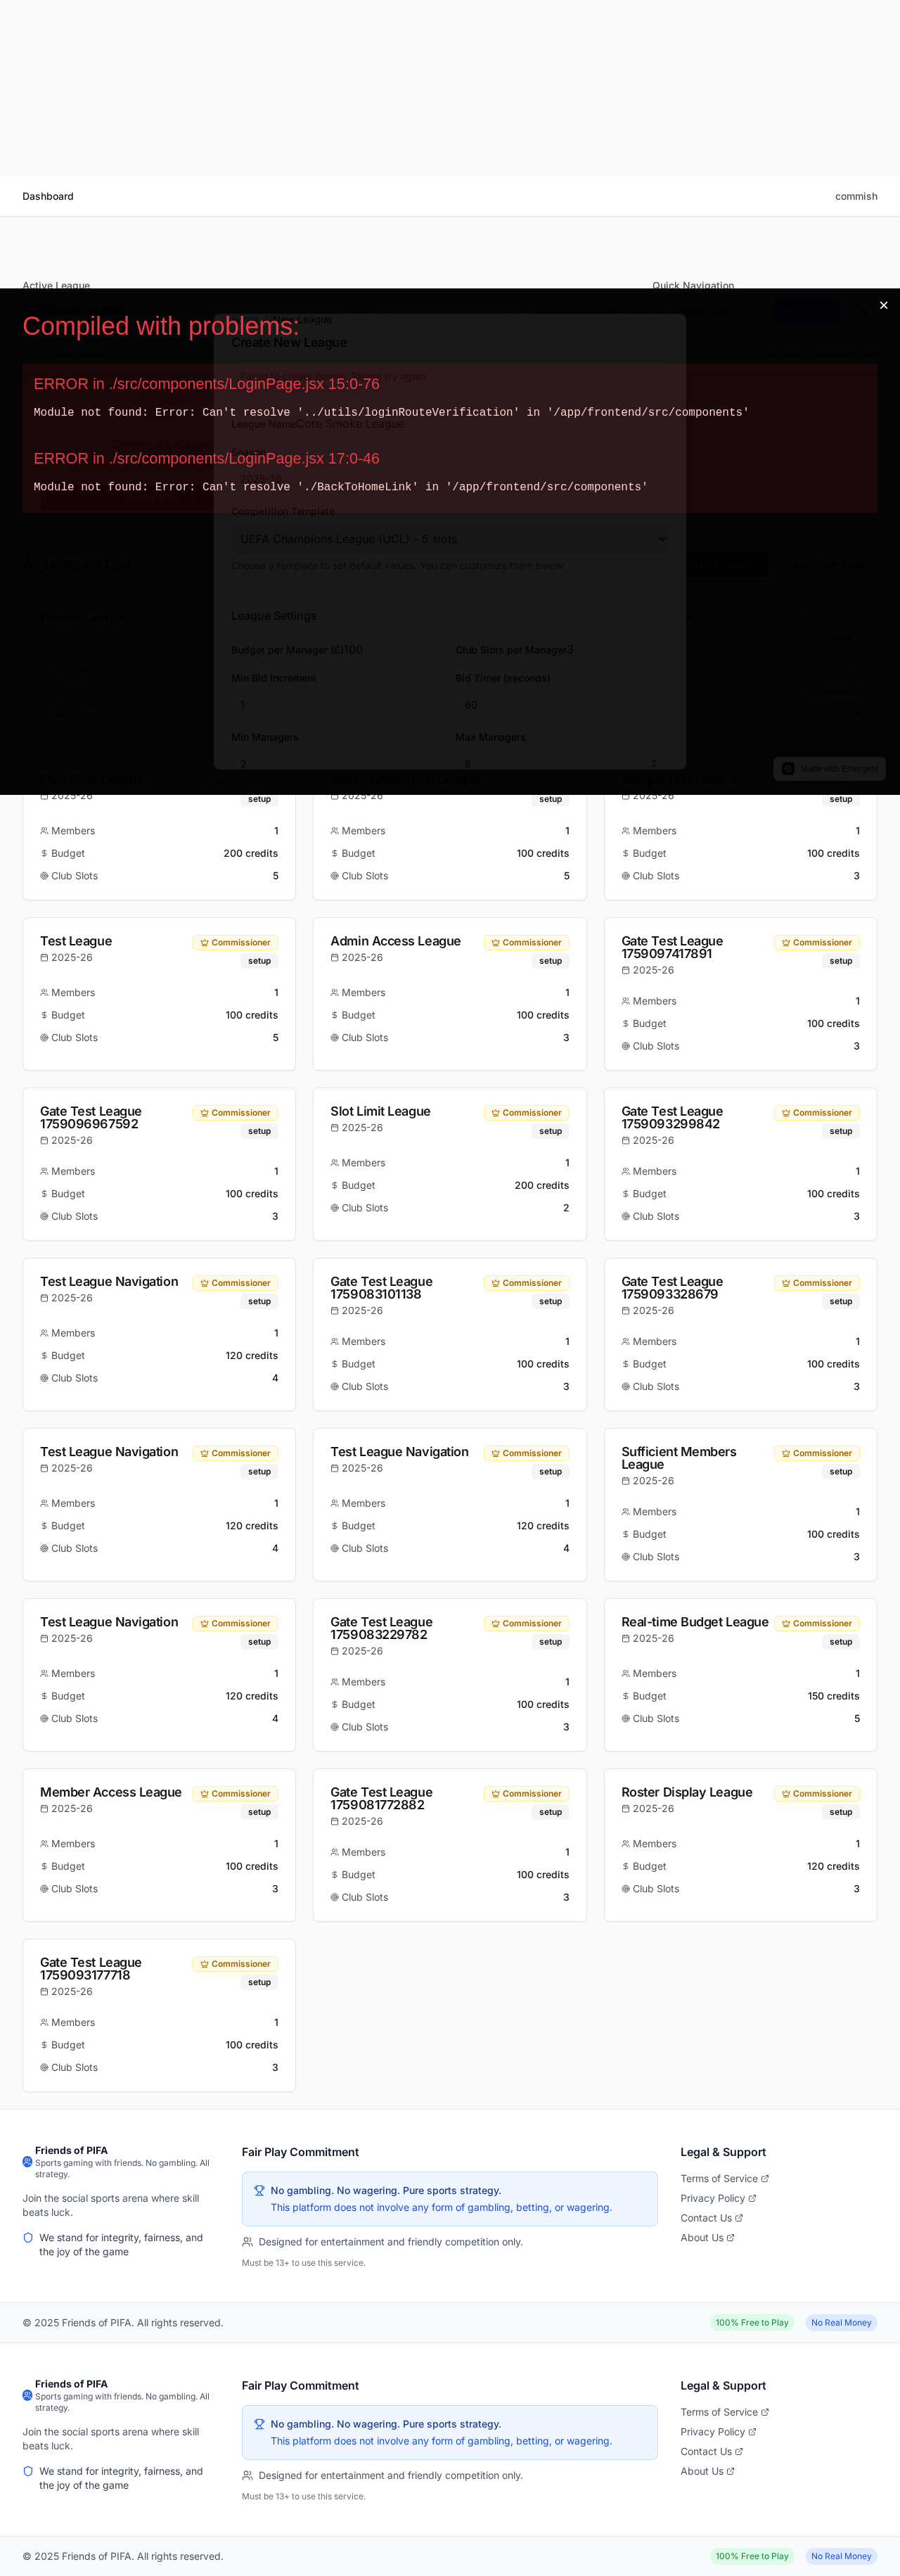 Dashboard
commish
Active League
Quick Navigation
×
Compiled with problems:
New League
Create New League
ERROR in ./src/components/LoginPage.jsx 15:0-76
Module not found: Error: Can't resolve '../utils/loginRouteVerification' in '/app/frontend/src/components'
League Name
Core Smoke League
ERROR in ./src/components/LoginPage.jsx 17:0-46
Module not found: Error: Can't resolve './BackToHomeLink' in '/app/frontend/src/components'
Competition Template
UEFA Champions League (UCL) - 5 slots
Choose a template to set default values. You can customize them below.
League Settings
Budget per Manager (£)100
Club Slots per Manager3
Min Bid Increment
Bid Timer (seconds)
1
60
Min Managers
Max Managers
2
8
Made with Emergent
2025-26
setup
2025-26
setup
2025-26
setup
Members 1
Budget 200 credits
Club Slots 5
Members 1
Budget 100 credits
Club Slots 5
Members 1
Budget 100 credits
Club Slots 3
Test League
Commissioner
2025-26
setup
Members 1
Budget 100 credits
Club Slots 5
Admin Access League
Commissioner
2025-26
setup
Members 1
Budget 100 credits
Club Slots 3
Gate Test League
1759097417891
Commissioner
2025-26
setup
Members 1
Budget 100 credits
Club Slots 3
Gate Test League
1759096967592
Commissioner
2025-26
setup
Members 1
Budget 100 credits
Club Slots 3
Slot Limit League
Commissioner
2025-26
setup
Members 1
Budget 200 credits
Club Slots 2
Gate Test League
1759093299842
Commissioner
2025-26
setup
Members 1
Budget 100 credits
Club Slots 3
Test League Navigation
Commissioner
2025-26
setup
Members 1
Budget 120 credits
Club Slots 4
Gate Test League
1759083101138
Commissioner
2025-26
setup
Members 1
Budget 100 credits
Club Slots 3
Gate Test League
1759093328679
Commissioner
2025-26
setup
Members 1
Budget 100 credits
Club Slots 3
Test League Navigation
Commissioner
2025-26
setup
Members 1
Budget 120 credits
Club Slots 4
Test League Navigation
Commissioner
2025-26
setup
Members 1
Budget 120 credits
Club Slots 4
Sufficient Members
League
Commissioner
2025-26
setup
Members 1
Budget 100 credits
Club Slots 3
Test League Navigation
Commissioner
2025-26
setup
Members 1
Budget 120 credits
Club Slots 4
Gate Test League
1759083229782
Commissioner
2025-26
setup
Members 1
Budget 100 credits
Club Slots 3
Real-time Budget League
Commissioner
2025-26
setup
Members 1
Budget 150 credits
Club Slots 5
Member Access League
Commissioner
2025-26
setup
Members 1
Budget 100 credits
Club Slots 3
Gate Test League
1759081772882
Commissioner
2025-26
setup
Members 1
Budget 100 credits
Club Slots 3
Roster Display League
Commissioner
2025-26
setup
Members 1
Budget 120 credits
Club Slots 3
Gate Test League
1759093177718
Commissioner
2025-26
setup
Members 1
Budget 100 credits
Club Slots 3
Friends of PIFA
Sports gaming with friends. No gambling. All
strategy.
Join the social sports arena where skill
beats luck.
We stand for integrity, fairness, and
the joy of the game
Fair Play Commitment
No gambling. No wagering. Pure sports strategy.
This platform does not involve any form of gambling, betting, or wagering.
Designed for entertainment and friendly competition only.
Must be 13+ to use this service.
Legal & Support
Terms of Service
Privacy Policy
Contact Us
About Us
© 2025 Friends of PIFA. All rights reserved.
100% Free to Play
No Real Money
Friends of PIFA
Sports gaming with friends. No gambling. All
strategy.
Join the social sports arena where skill
beats luck.
We stand for integrity, fairness, and
the joy of the game
Fair Play Commitment
No gambling. No wagering. Pure sports strategy.
This platform does not involve any form of gambling, betting, or wagering.
Designed for entertainment and friendly competition only.
Must be 13+ to use this service.
Legal & Support
Terms of Service
Privacy Policy
Contact Us
About Us
© 2025 Friends of PIFA. All rights reserved.
100% Free to Play
No Real Money